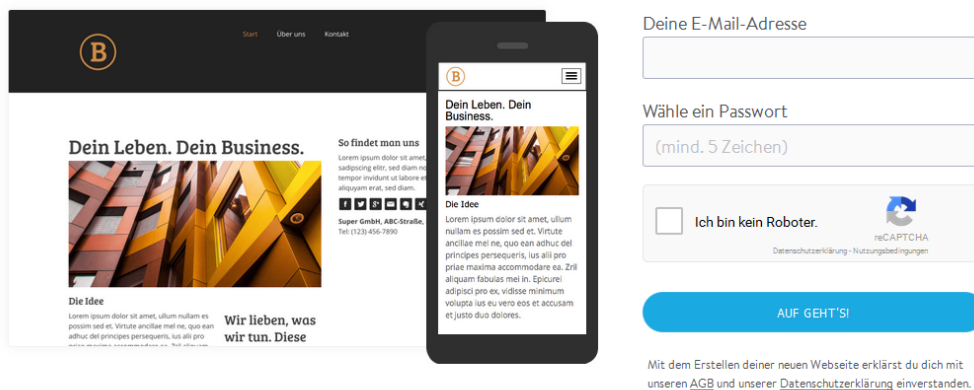 B
Start Über uns Kontakt
Dein Leben. Dein Business.
So findet man uns
Lorem ipsum dolor sit amet,
sadipscing elitr, sed diam no
tempor invidunt ut labore et
aliquyam erat, sed diam.
Super GmbH, ABC-Straße,
Tel: (123) 456-7890
Die Idee
Lorem ipsum dolor sit amet, ullum nullam es
possim sed et. Virtute ancillae mel ne, quo ean
adhuc del principes persequeris, ius alii pro
Wir lieben, was
wir tun. Diese
B
Dein Leben. Dein
Business.
Die Idee
Lorem ipsum dolor sit amet, ullum
nullam es possim sed et. Virtute
ancillae mel ne, quo ean adhuc del
principes persequeris, ius alii pro
priae maxima accommodare ea. Zril
aliquam fabulas mei in. Epicurei
adipisci pro ex, vidisse minimum
volupta ius eu vero eos et accusam
et justo duo dolores.
Deine E-Mail-Adresse
Wähle ein Passwort
(mind. 5 Zeichen)
Ich bin kein Roboter.
reCAPTCHA
Datenschutzerklärung - Nutzungsbedingungen
AUF GEHT'S!
Mit dem Erstellen deiner neuen Webseite erklärst du dich mit
unseren AGB und unserer Datenschutzerklärung einverstanden.